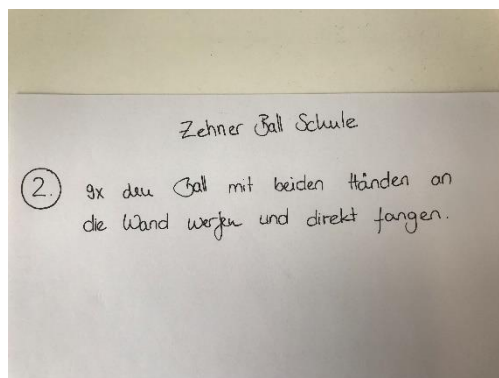 Zehner Ball Schule
2. 9x den Ball mit beiden Händen an
die Wand werfen und direkt fangen.